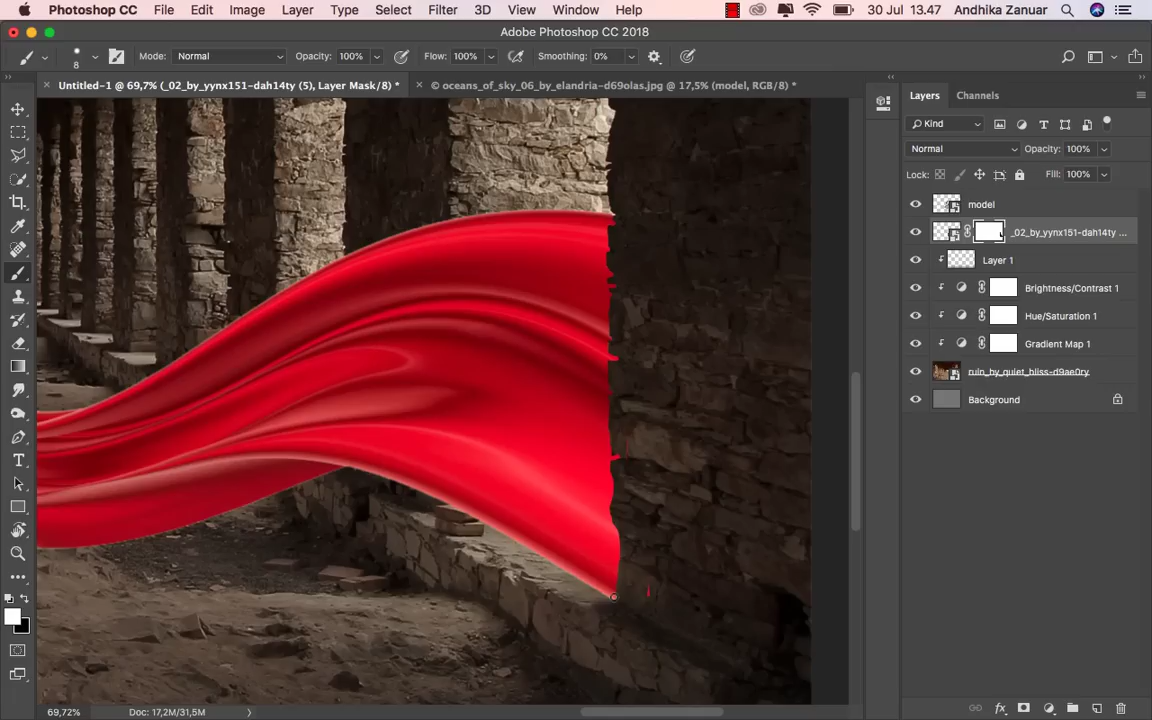 Photoshop CC File Edit Image Layer Type Select Filter 3D View Window Help 30 Jul 13.47 Andhika Zanuar
Adobe Photoshop CC 2018
8 Mode: Normal Opacity: 100% Flow: 100% Smoothing: 0%
Untitled-1 @ 69,7% (_02_by_yynx151-dah14ty (5), Layer Mask/8) * © oceans_of_sky_06_by_elandria-d69olas.jpg @ 17,5% (model, RGB/8) *
Layers Channels
Kind
Normal Opacity: 100%
Lock: Fill: 100%
model
_02_by_yynx151-dah14ty ...
Layer 1
Brightness/Contrast 1
Hue/Saturation 1
Gradient Map 1
ruin_by_quiet_bliss-d9ae0ry
Background
69,72% Doc: 17,2M/31,5M